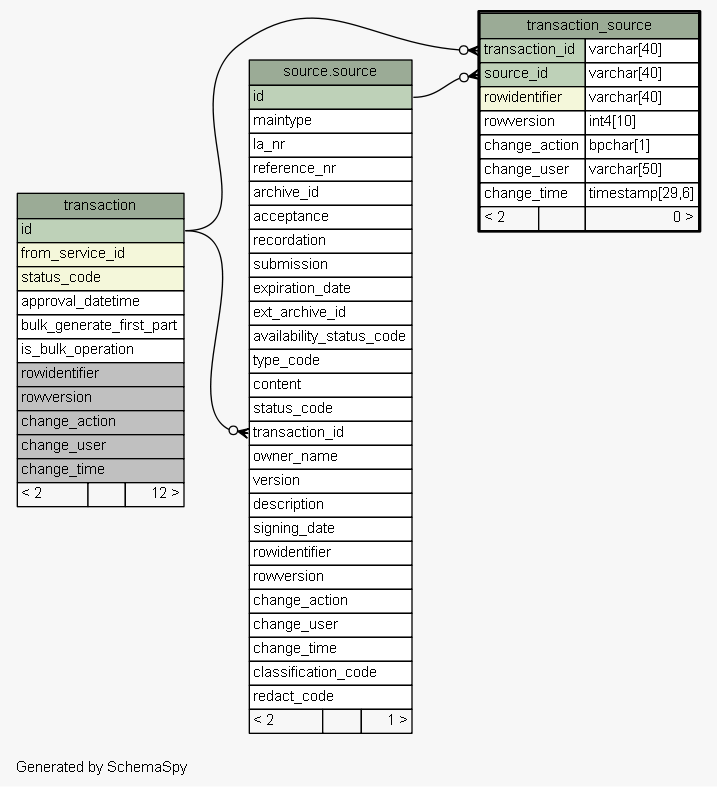 transaction_source
transaction_id varchar[40]
source_id varchar[40]
rowidentifier varchar[40]
rowversion int4[10]
change_action bpchar[1]
change_user varchar[50]
change_time timestamp[29,6]
< 2 0 >
source.source
id
maintype
la_nr
reference_nr
archive_id
acceptance
recordation
submission
expiration_date
ext_archive_id
availability_status_code
type_code
content
status_code
transaction_id
owner_name
version
description
signing_date
rowidentifier
rowversion
change_action
change_user
change_time
classification_code
redact_code
< 2 1 >
transaction
id
from_service_id
status_code
approval_datetime
bulk_generate_first_part
is_bulk_operation
rowidentifier
rowversion
change_action
change_user
change_time
< 2 12 >
Generated by SchemaSpy